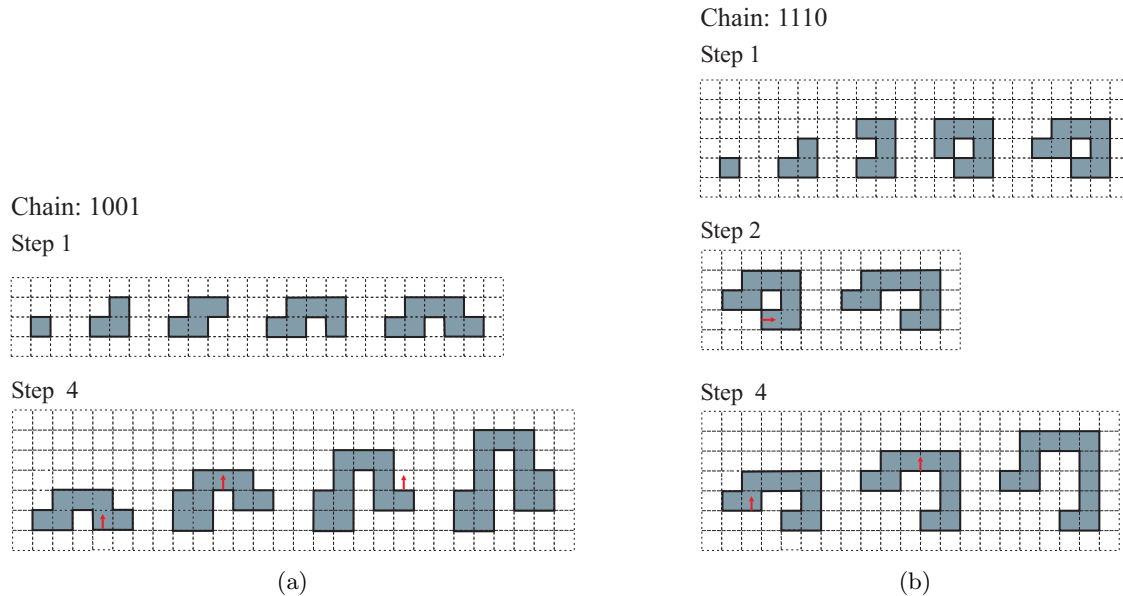 Chain: 1001
Step 1
Step 4
(a)
Chain: 1110
Step 1
Step 2
Step 4
(b)